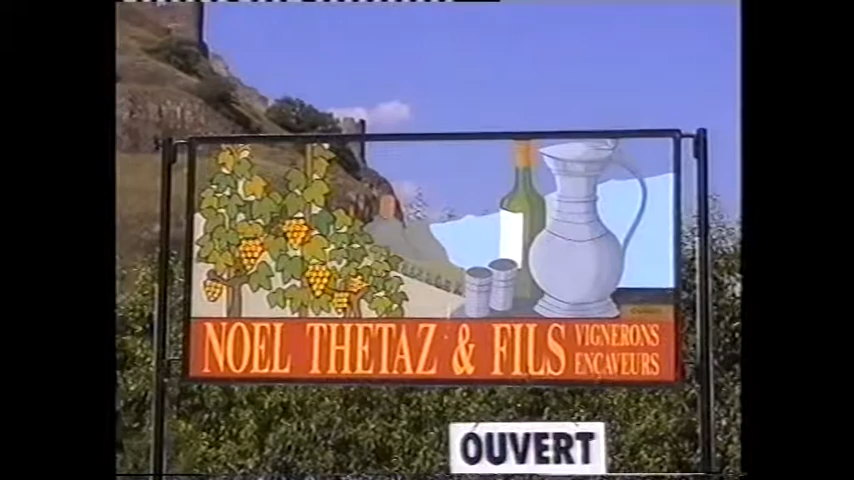 NOEL THETAZ & FILS
VIGNERONS
ENCAVEURS
OUVERT